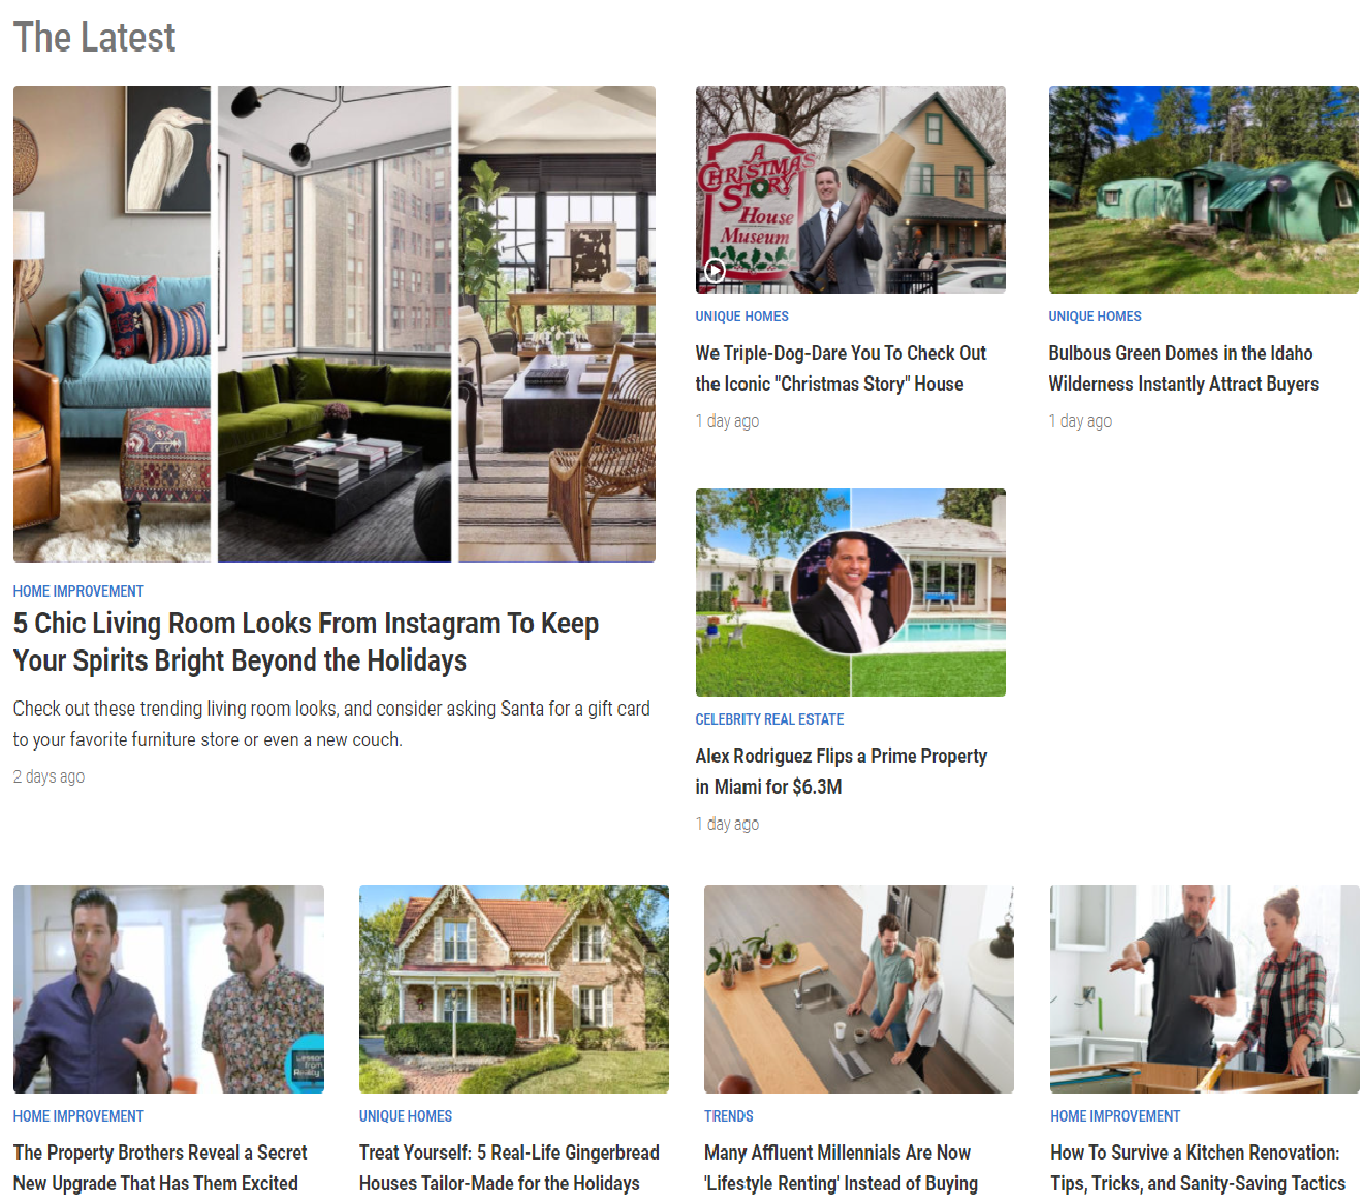 The Latest
A
CHRISTMAS
STORY
House
Museum
UNIQUE HOMES
We Triple-Dog-Dare You To Check Out
the Iconic "Christmas Story" House
1 day ago
UNIQUE HOMES
Bulbous Green Domes in the Idaho
Wilderness Instantly Attract Buyers
1 day ago
HOME IMPROVEMENT
5 Chic Living Room Looks From Instagram To Keep
Your Spirits Bright Beyond the Holidays
Check out these trending living room looks, and consider asking Santa for a gift card
to your favorite furniture store or even a new couch.
2 days ago
CELEBRITY REAL ESTATE
Alex Rodriguez Flips a Prime Property
in Miami for $6.3M
1 day ago
Lessons
from
Reality
HOME IMPROVEMENT
The Property Brothers Reveal a Secret
New Upgrade That Has Them Excited
UNIQUE HOMES
Treat Yourself: 5 Real-Life Gingerbread
Houses Tailor-Made for the Holidays
TRENDS
Many Affluent Millennials Are Now
'Lifestyle Renting' Instead of Buying
HOME IMPROVEMENT
How To Survive a Kitchen Renovation:
Tips, Tricks, and Sanity-Saving Tactics